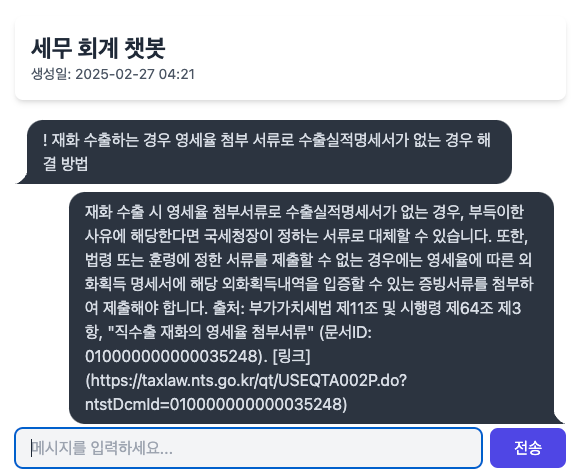 세무 회계 챗봇
생성일: 2025-02-27 04:21
! 재화 수출하는 경우 영세율 첨부 서류로 수출실적명세서가 없는 경우 해
결 방법
재화 수출 시 영세율 첨부서류로 수출실적명세서가 없는 경우, 부득이한
사유에 해당한다면 국세청장이 정하는 서류로 대체할 수 있습니다. 또한,
법령 또는 훈령에 정한 서류를 제출할 수 없는 경우에는 영세율에 따른 외
화획득 명세서에 해당 외화획득내역을 입증할 수 있는 증빙서류를 첨부하
여 제출해야 합니다. 출처: 부가가치세법 제11조 및 시행령 제64조 제3
항, "직수출 재화의 영세율 첨부서류" (문서ID:
010000000000035248). [링크]
(https://taxlaw.nts.go.kr/qt/USEQTA002P.do?
ntstDcmId=010000000000035248)
메시지를 입력하세요...
전송